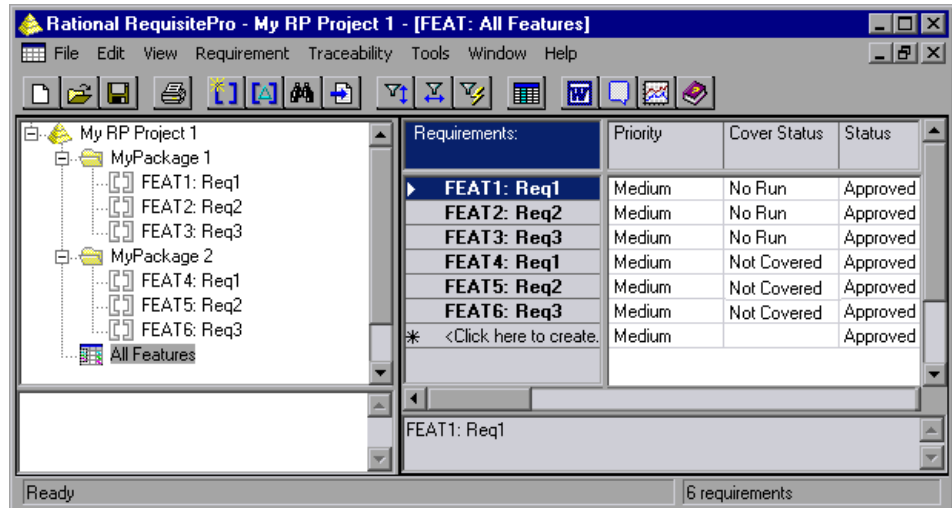 Rational RequisitePro - My RP Project 1 - [FEAT: All Features]
File Edit View Requirement Traceability Tools Window Help
My RP Project 1
MyPackage 1
FEAT1: Req1
FEAT2: Req2
FEAT3: Req3
MyPackage 2
FEAT4: Req1
FEAT5: Req2
FEAT6: Req3
All Features
Requirements: Priority Cover Status Status
FEAT1: Req1 Medium No Run Approved
FEAT2: Req2 Medium No Run Approved
FEAT3: Req3 Medium No Run Approved
FEAT4: Req1 Medium Not Covered Approved
FEAT5: Req2 Medium Not Covered Approved
FEAT6: Req3 Medium Not Covered Approved
* <Click here to create. Medium Approved
FEAT1: Req1
Ready 6 requirements